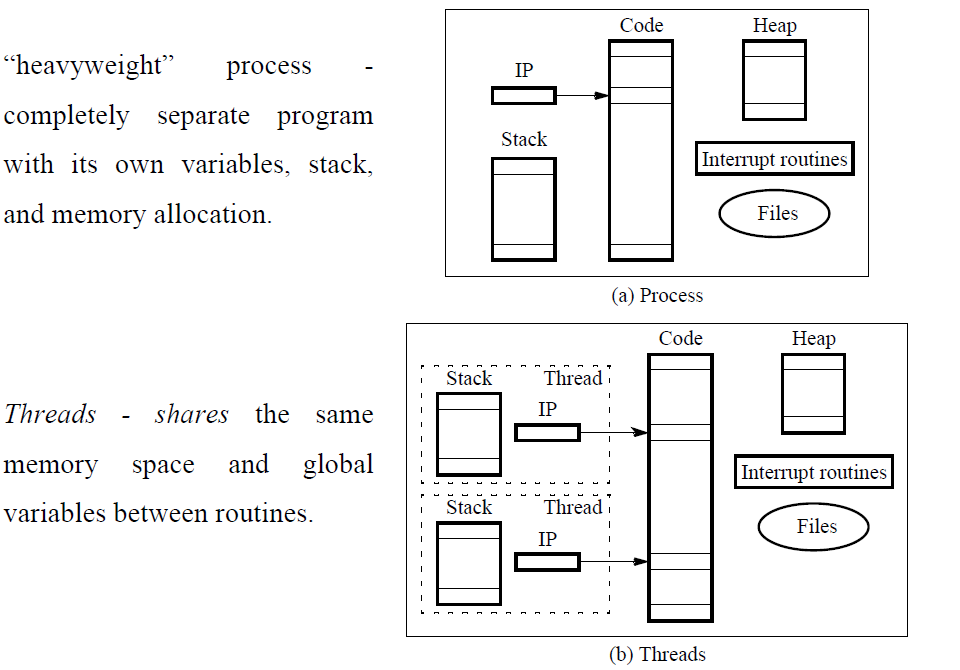 “heavyweight” process -
completely separate program
with its own variables, stack,
and memory allocation.
Code
Heap
IP
Stack
Interrupt routines
Files
(a) Process
Threads - shares the same
memory space and global
variables between routines.
Code
Heap
Stack
Thread
IP
Interrupt routines
Stack
Thread
IP
Files
(b) Threads